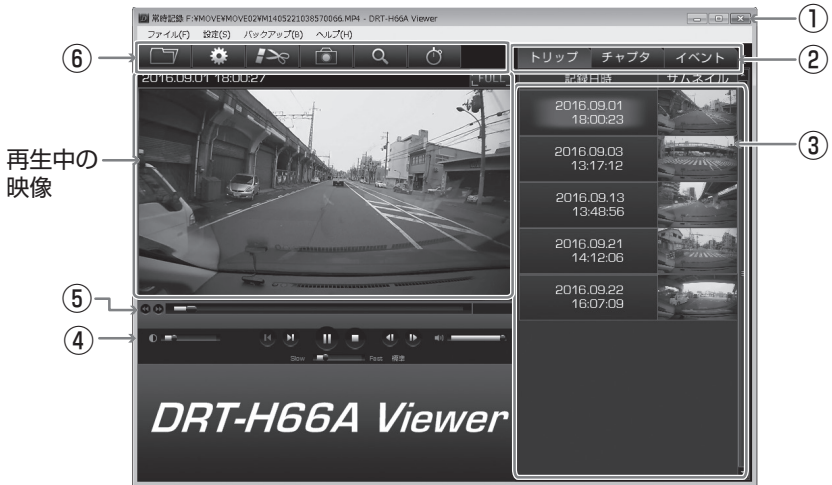 常時記録 F:¥MOVE¥MOVE02¥M1405221038570066.MP4 - DRT-H66A Viewer
①
ファイル(F) 設定(S) バックアップ(B) ヘルプ(H)
⑥
トリップ チャプタ イベント
②
2016.09.01 18:00:27
FULL
記録日時 サムネイル
2016.09.01
18:00:23
③
再生中の
映像
2016.09.03
13:17:12
2016.09.13
13:48:56
2016.09.21
14:12:06
2016.09.22
16:07:09
⑤
④
Slow Fast 標準
DRT-H66A Viewer